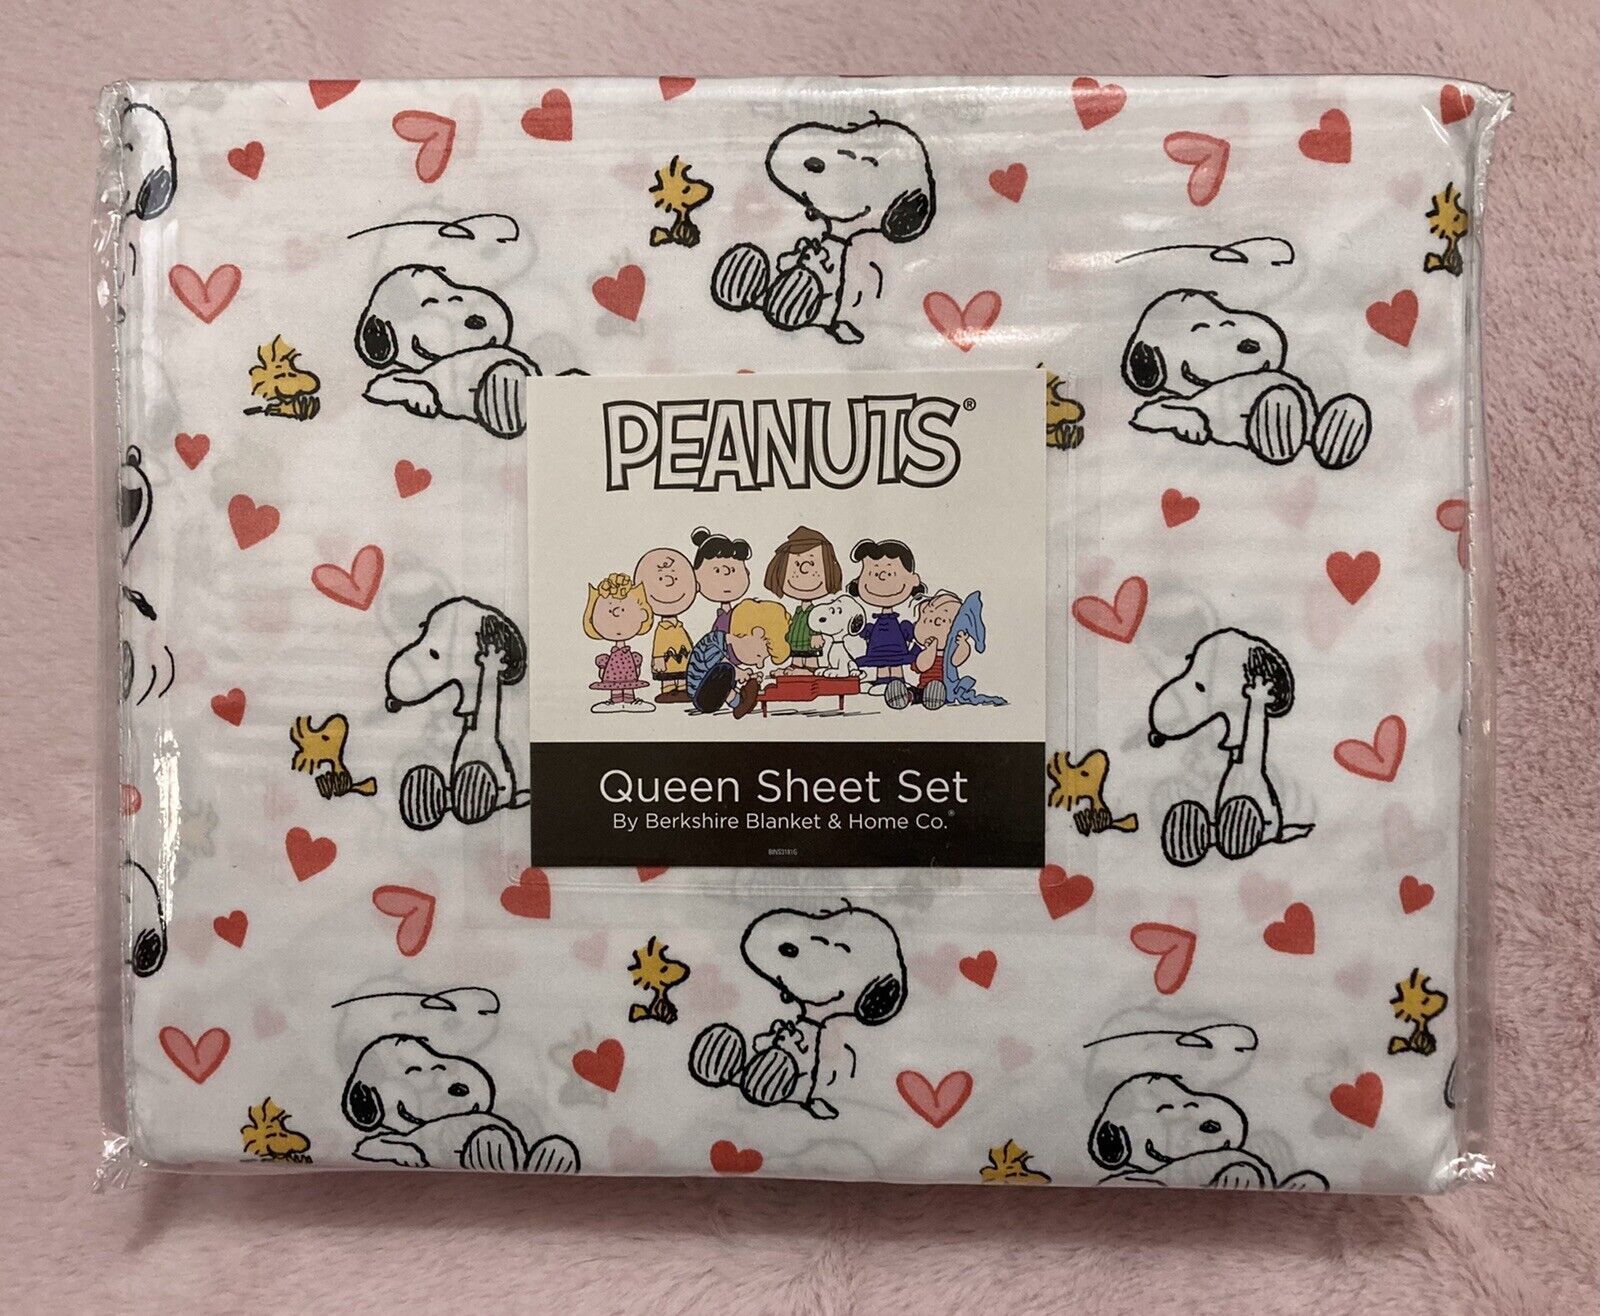 PEANUTS®
Queen Sheet Set
By Berkshire Blanket & Home Co.®